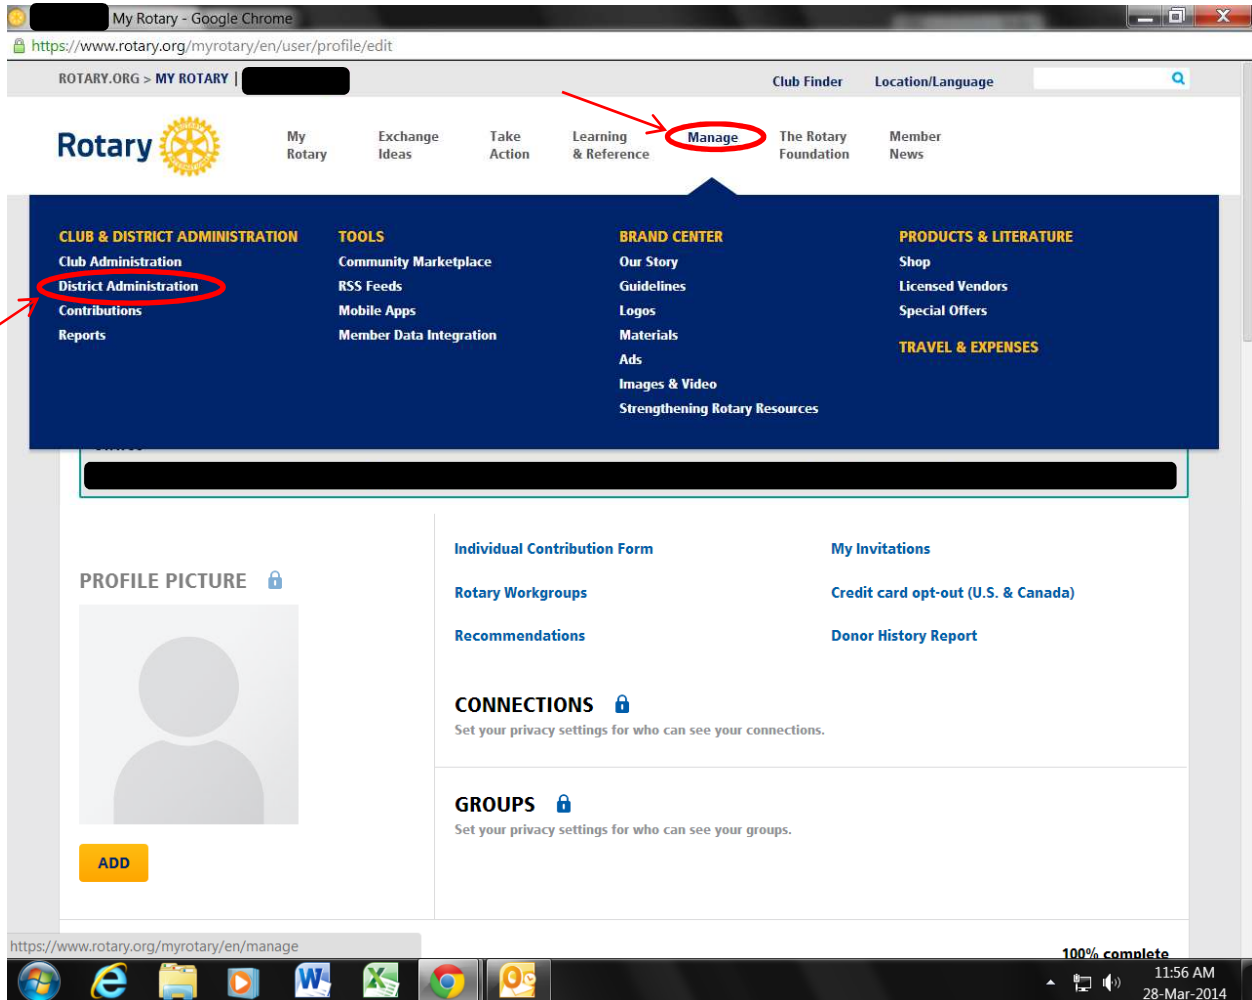 My Rotary - Google Chrome
https://www.rotary.org/myrotary/en/user/profile/edit
ROTARY.ORG > MY ROTARY |
Club Finder Location/Language
Rotary
My Rotary
Exchange Ideas
Take Action
Learning & Reference
Manage
The Rotary Foundation
Member News
CLUB & DISTRICT ADMINISTRATION
Club Administration
District Administration
Contributions
Reports
TOOLS
Community Marketplace
RSS Feeds
Mobile Apps
Member Data Integration
BRAND CENTER
Our Story
Guidelines
Logos
Materials
Ads
Images & Video
Strengthening Rotary Resources
PRODUCTS & LITERATURE
Shop
Licensed Vendors
Special Offers
TRAVEL & EXPENSES
PROFILE PICTURE
ADD
Individual Contribution Form
My Invitations
Rotary Workgroups
Credit card opt-out (U.S. & Canada)
Recommendations
Donor History Report
CONNECTIONS
Set your privacy settings for who can see your connections.
GROUPS
Set your privacy settings for who can see your groups.
https://www.rotary.org/myrotary/en/manage
100% complete
11:56 AM
28-Mar-2014